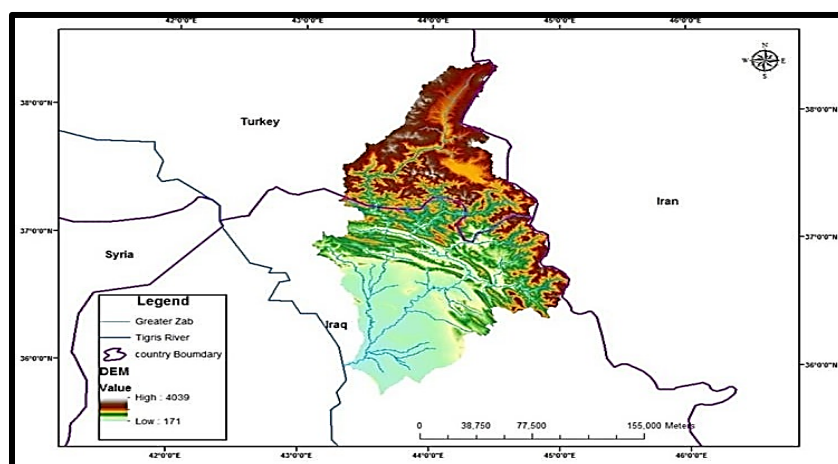 42°0'0"E 43°0'0"E 44°0'0"E 45°0'0"E 46°0'0"E
N
W E
S
38°0'0"N 38°0'0"N
Turkey
Iran
37°0'0"N 37°0'0"N
Syria
Legend
Greater Zab
Tigris River
country Boundary
Iraq
36°0'0"N 36°0'0"N
DEM
Value
High : 4039
Low : 171
0 38,750 77,500 155,000 Meters
42°0'0"E 43°0'0"E 44°0'0"E 45°0'0"E 46°0'0"E